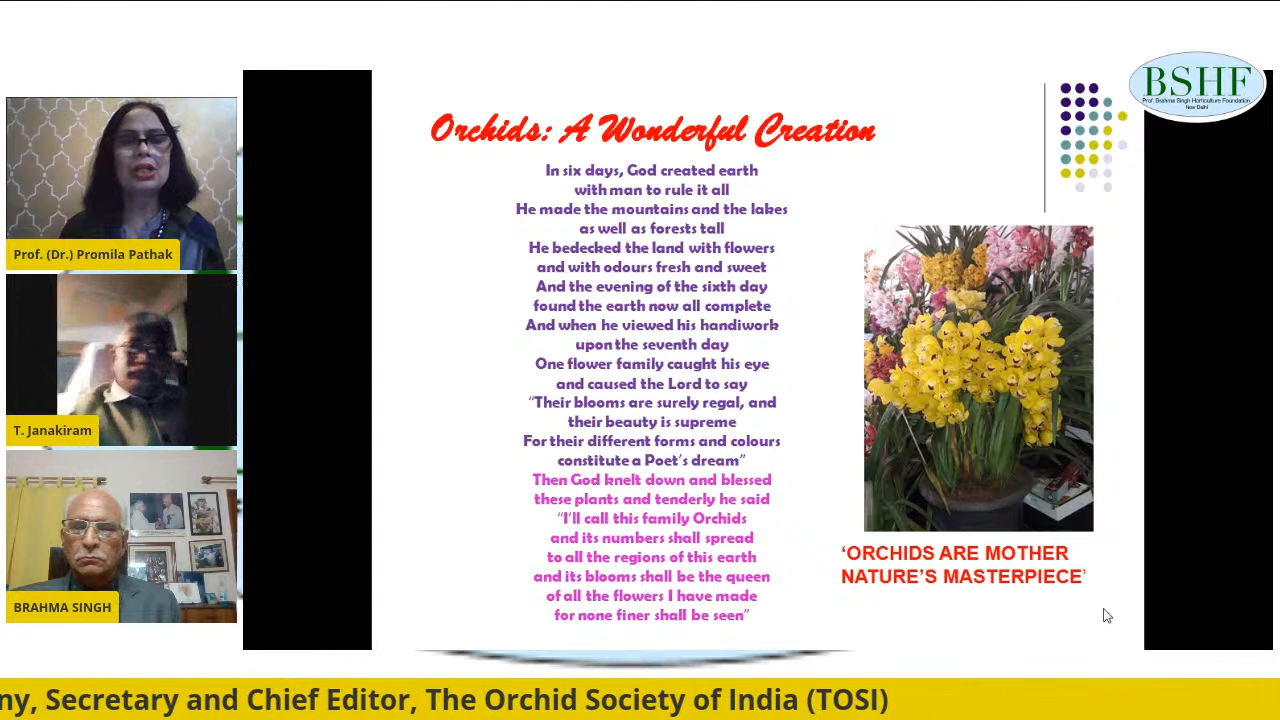 BSHF
Prof. Brahma Singh Horticulture Foundation
New Delhi
Orchids: A Wonderful Creation
In six days, God created earth
with man to rule it all
He made the mountains and the lakes
as well as forests tall
He bedecked the land with flowers
and with odours fresh and sweet
And the evening of the sixth day
found the earth now all complete
And when he viewed his handiwork
upon the seventh day
One flower family caught his eye
and caused the Lord to say
“Their blooms are surely regal, and
their beauty is supreme
For their different forms and colours
constitute a Poet’s dream”
Then God knelt down and blessed
these plants and tenderly he said
“I’ll call this family Orchids
and its numbers shall spread
to all the regions of this earth
and its blooms shall be the queen
of all the flowers I have made
for none finer shall be seen”
‘ORCHIDS ARE MOTHER
NATURE’S MASTERPIECE’
Prof. (Dr.) Promila Pathak
T. Janakiram
BRAHMA SINGH
ny, Secretary and Chief Editor, The Orchid Society of India (TOSI)